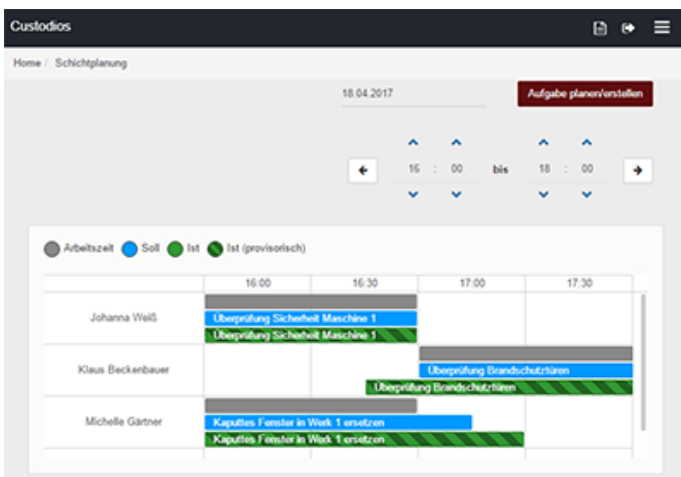 Custodios
Home / Schichtplanung
18.04.2017
Aufgabe planen/erstellen
16 : 00 bis 18 : 00
Arbeitszeit Soll Ist Ist (provisorisch)
16:00 16:30 17:00 17:30
Johanna Weiß
Überprüfung Sicherheit Maschine 1
Überprüfung Sicherheit Maschine 1
Klaus Beckenbauer
Überprüfung Brandschutztüren
Überprüfung Brandschutztüren
Michelle Gärtner
Kaputtes Fenster in Werk 1 ersetzen
Kaputtes Fenster in Werk 1 ersetzen